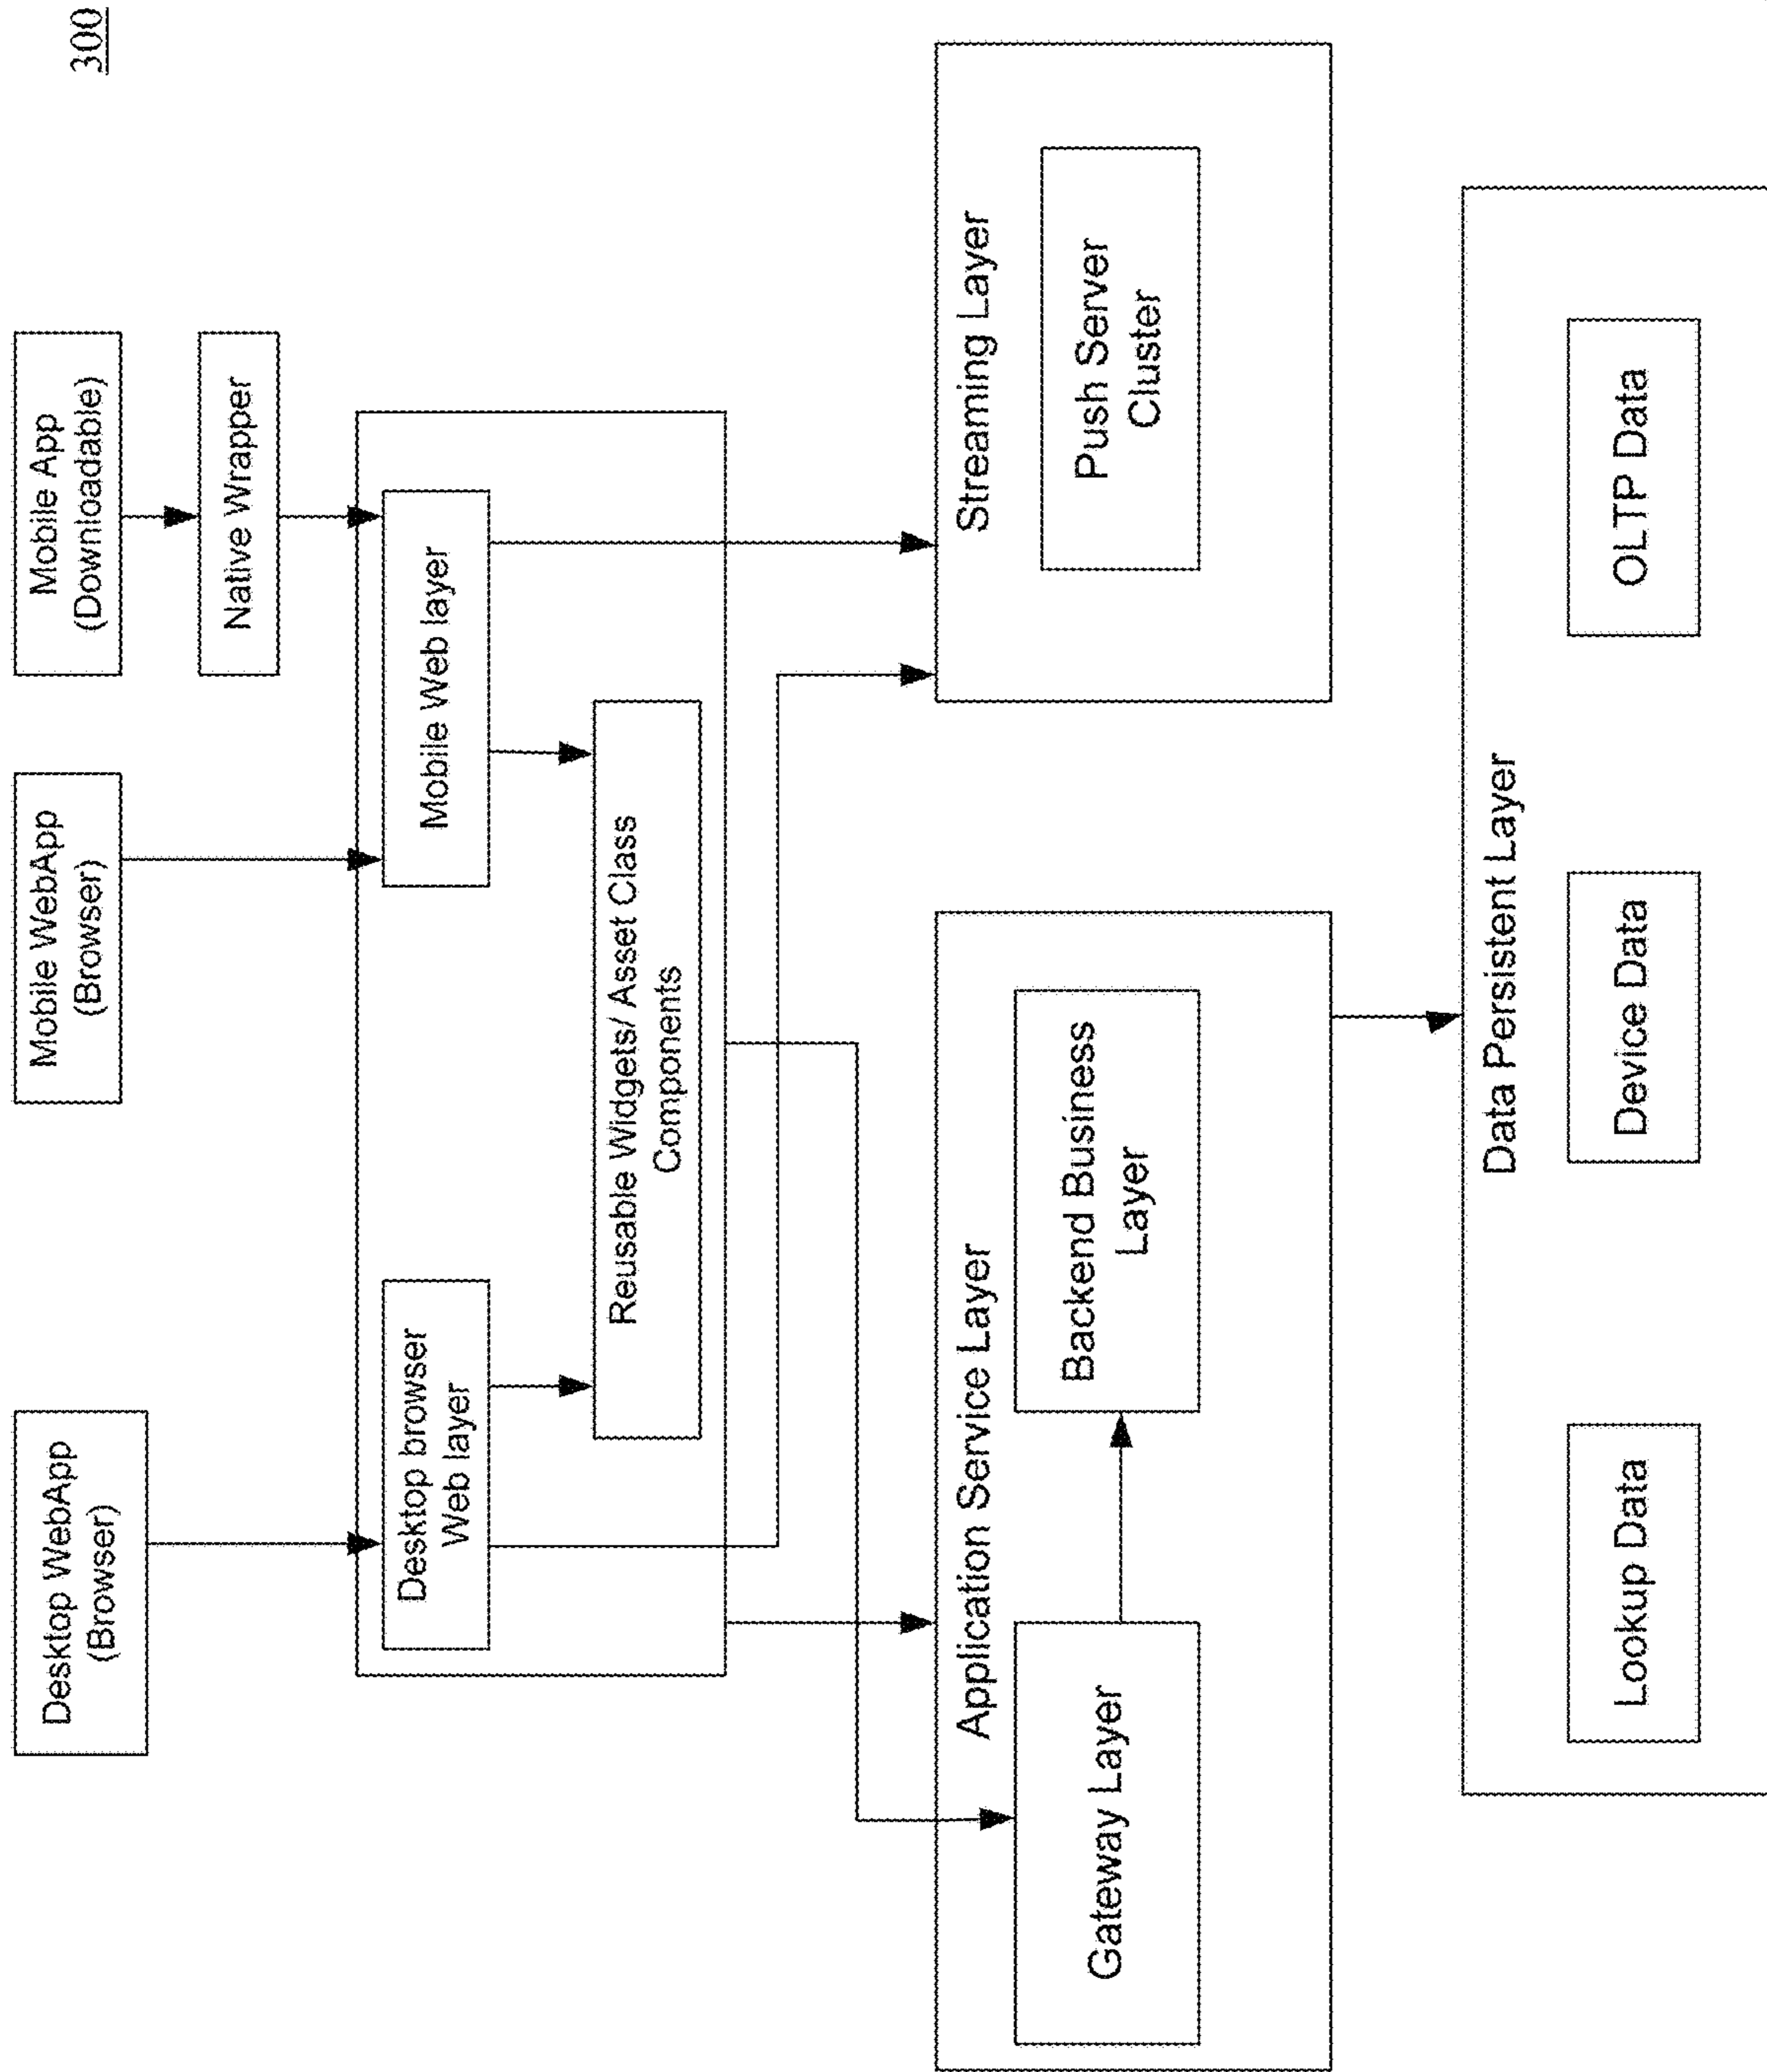 300
Desktop WebApp
(Browser)
Mobile WebApp
(Browser)
Mobile App
(Downloadable)
Native Wrapper
Desktop browser
Web layer
Mobile Web layer
Reusable Widgets/ Asset Class
Components
Application Service Layer
Gateway Layer
Backend Business
Layer
Streaming Layer
Push Server
Cluster
Data Persistent Layer
Lookup Data
Device Data
OLTP Data